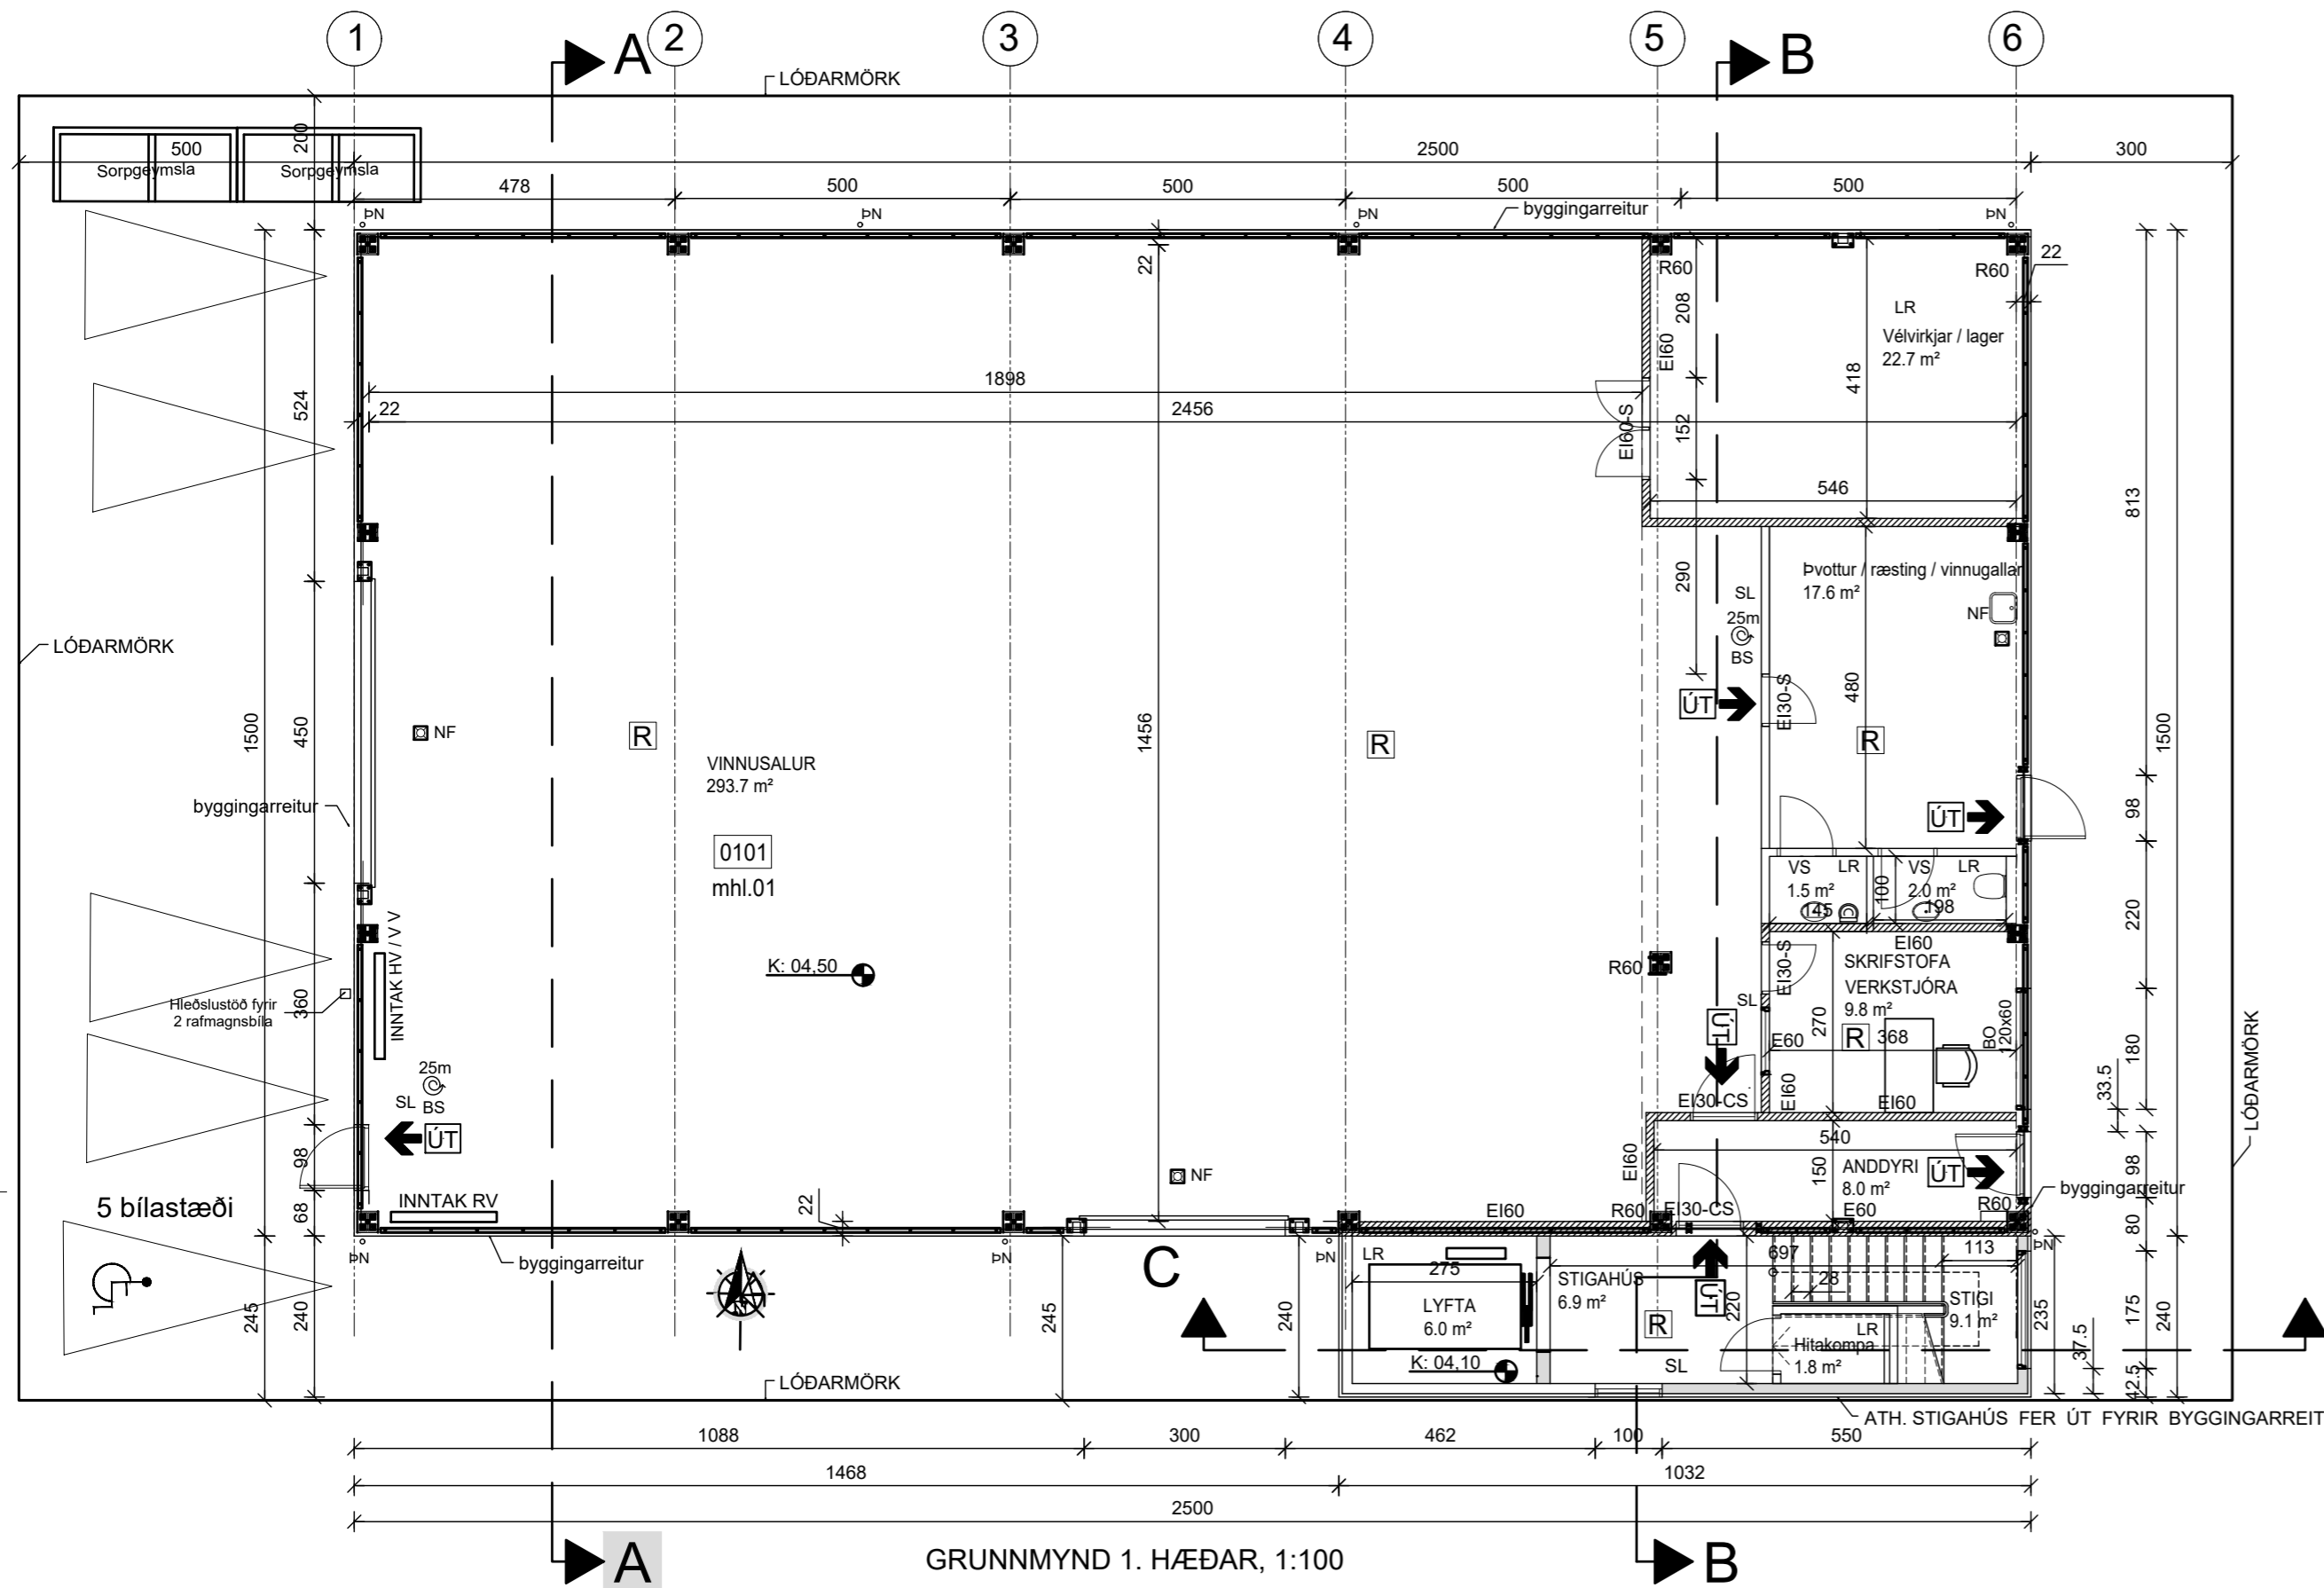 1
2
3
4
5
6
A
B
LÓÐARMÖRK
500
200
2500
300
Sorpgeymsla
Sorpgeymsla
478
500
500
500
500
ÞN
ÞN
ÞN
ÞN
byggingarreitur
22
R60
R60
22
208
LR
Vélvirkjar / lager
22.7 m²
EI60
418
1898
22
2456
524
EI60-S
152
546
813
290
Þvottur / ræsting / vinnugallar
17.6 m²
SL
25m
BS
NF
LÓÐARMÖRK
480
ÚT
EI30-S
1500
450
NF
R
R
R
1456
1500
VINNUSALUR
293.7 m²
byggingarreitur
ÚT
98
0101
mhl.01
VS
LR
1.5 m²
145
100
VS
LR
2.0 m²
198
220
INNTAK HV / V V
EI60
SKRIFSTOFA
VERKSTJÓRA
9.8 m²
EI30-S
K: 04,50
R60
SL
Hleðslustöð fyrir
2 rafmagnsbíla
360
ÚT
270
R
368
BO
120x60
E60
180
LÓÐARMÖRK
33.5
25m
SL
BS
EI30-CS
EI60
EI60
ÚT
540
98
EI60
150
ANDDYRI
8.0 m²
ÚT
98
NF
5 bílastæði
INNTAK RV
68
22
EI60
R60
EI30-CS
E60
R60
byggingarreitur
80
ÞN
byggingarreitur
ÞN
C
ÞN
LR
275
697
113
ÞN
STIGAHÚS
6.9 m²
ÚT
28
STIGI
9.1 m²
LYFTA
6.0 m²
220
R
LR
Hitakompa
1.8 m²
245
240
245
240
235
175
240
37.5
12.5
K: 04,10
SL
LÓÐARMÖRK
ATH. STIGAHÚS FER ÚT FYRIR BYGGINGARREIT
1088
300
462
100
550
1468
1032
2500
A
GRUNNMYND 1. HÆÐAR, 1:100
B